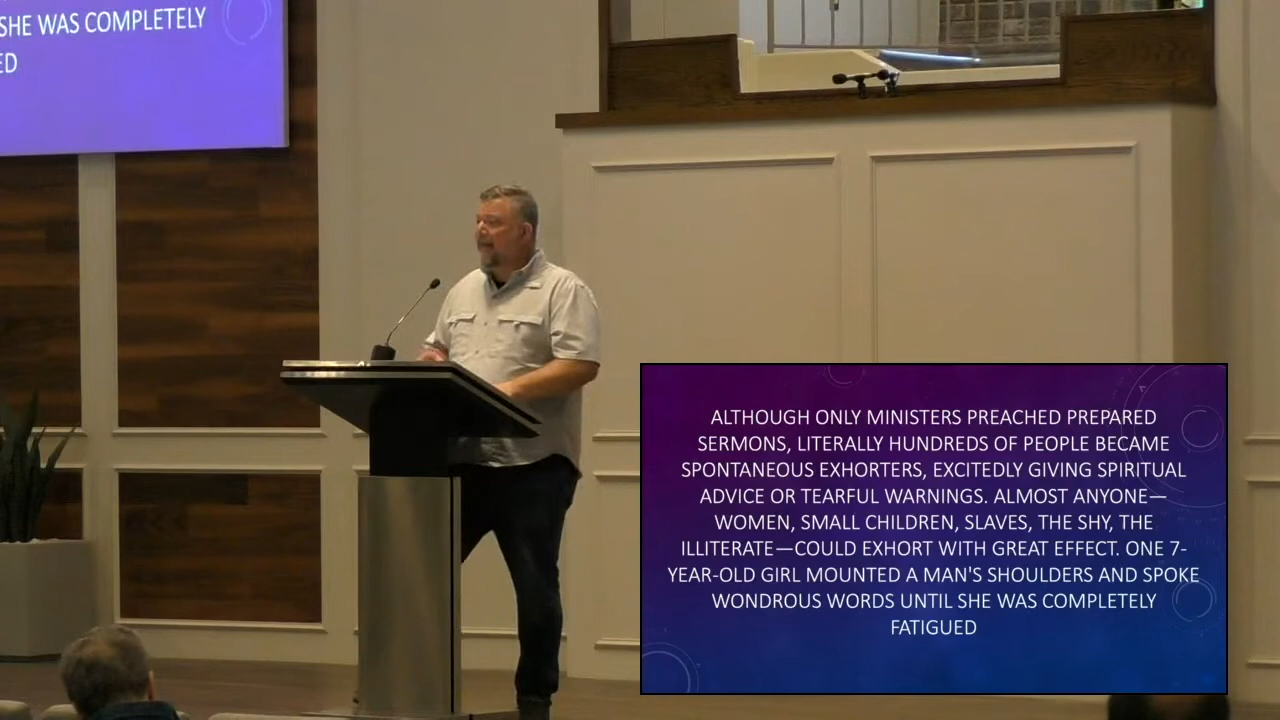 SHE WAS COMPLETELY
ED
ALTHOUGH ONLY MINISTERS PREACHED PREPARED
SERMONS, LITERALLY HUNDREDS OF PEOPLE BECAME
SPONTANEOUS EXHORTERS, EXCITEDLY GIVING SPIRITUAL
ADVICE OR TEARFUL WARNINGS. ALMOST ANYONE—
WOMEN, SMALL CHILDREN, SLAVES, THE SHY, THE
ILLITERATE—COULD EXHORT WITH GREAT EFFECT. ONE 7-
YEAR-OLD GIRL MOUNTED A MAN'S SHOULDERS AND SPOKE
WONDROUS WORDS UNTIL SHE WAS COMPLETELY
FATIGUED